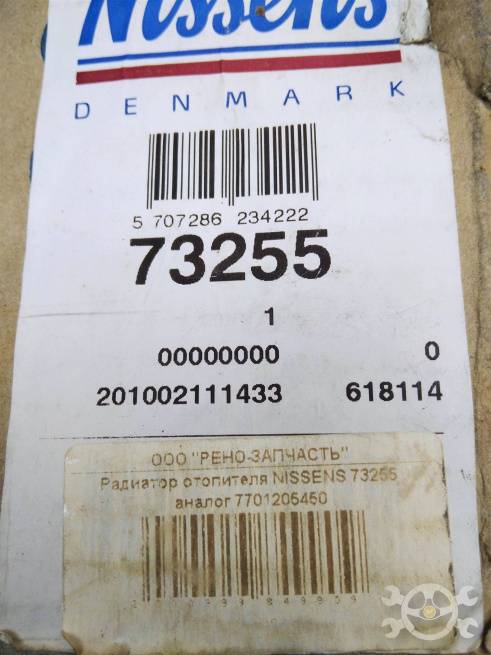 Nissens
DENMARK
5 707286 234222
73255
1
00000000 0
201002111433 618114
ООО "РЕНО-ЗАПЧАСТЬ"
Радиатор отопителя NISSENS 73255
аналог 7701205450